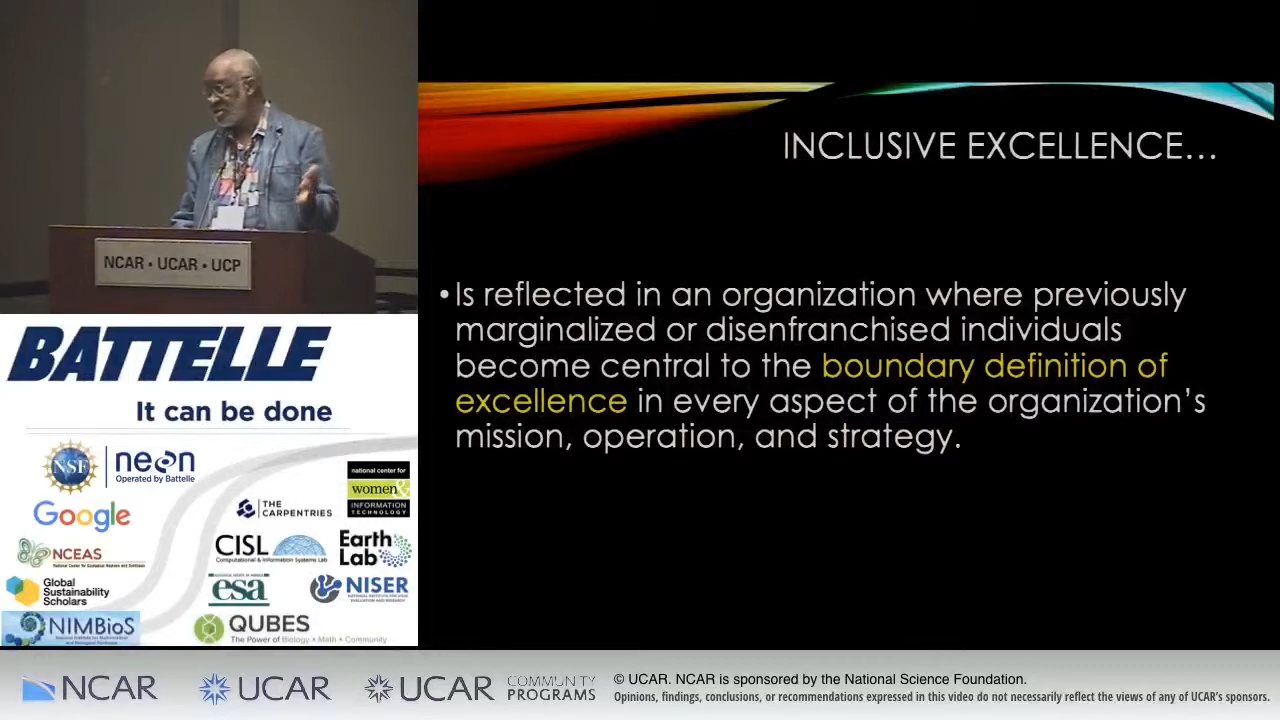 INCLUSIVE EXCELLENCE...
•Is reflected in an organization where previously
marginalized or disenfranchised individuals
become central to the boundary definition of
excellence in every aspect of the organization's
mission, operation, and strategy.
NCAR • UCAR • UCP
BATTELLE
It can be done
NSF
neon
Operated by Battelle
national center for
women &
INFORMATION
TECHNOLOGY
Google
THE
CARPENTRIES
NCEAS
CISL
Computational & Information Systems Lab
Earth
Lab
Global
Sustainability
Scholars
esa
NISER
NIMBioS
QUBES
The Power of Biology • Math • Community
NCAR
UCAR
UCAR
COMMUNITY
PROGRAMS
© UCAR. NCAR is sponsored by the National Science Foundation.
Opinions, findings, conclusions, or recommendations expressed in this video do not necessarily reflect the views of any of UCAR's sponsors.